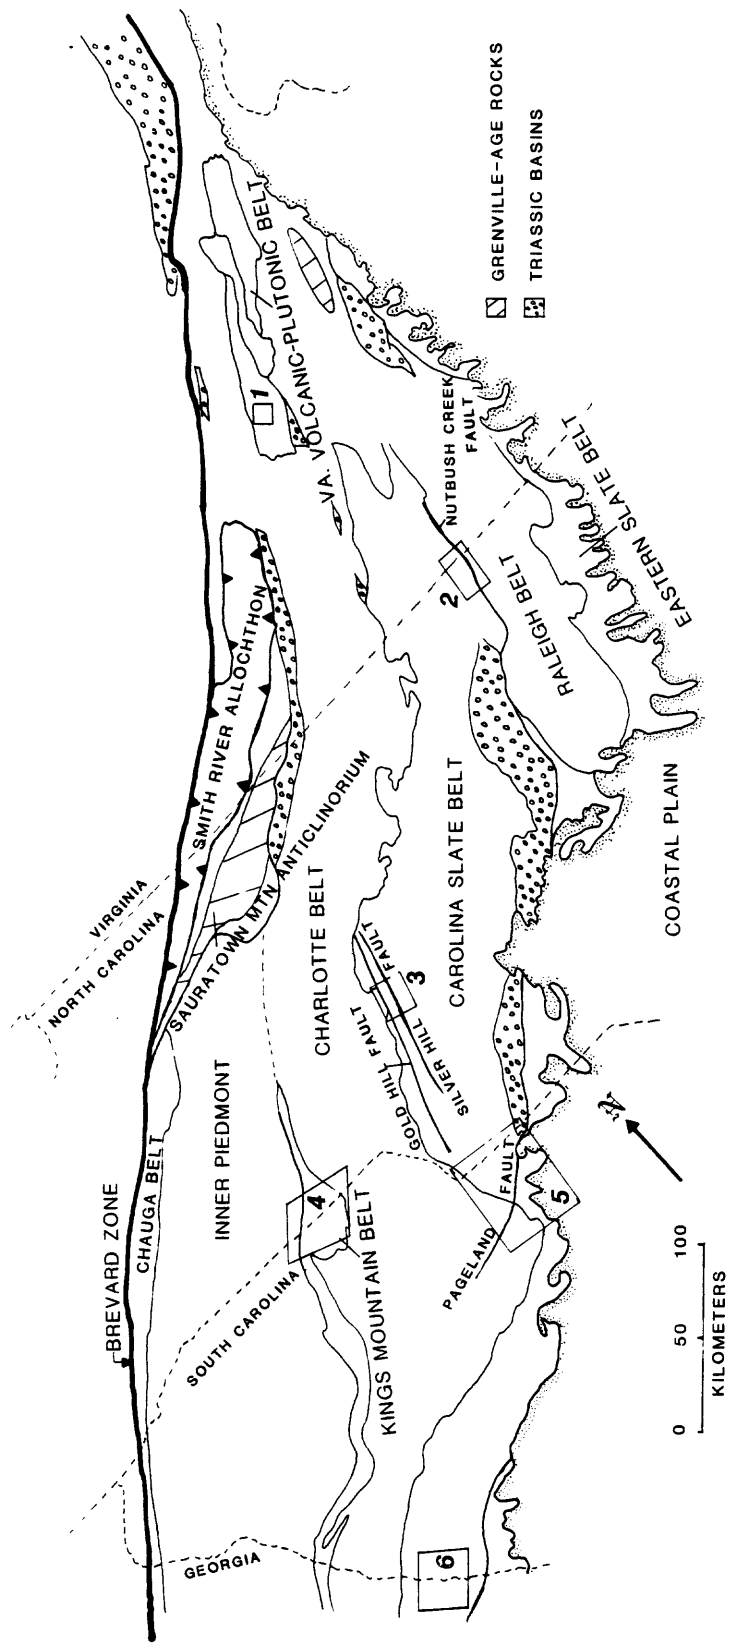 GRENVILLE-AGE ROCKS
TRIASSIC BASINS
VA. VOLCANIC-PLUTONIC BELT
1
NUTBUSH CREEK
FAULT
2
RALEIGH BELT
EASTERN SLATE BELT
SMITH RIVER ALLOCHTHON
VIRGINIA
NORTH CAROLINA
SAURATOWN MTN ANTICLINORIUM
CHARLOTTE BELT
CAROLINA SLATE BELT
COASTAL PLAIN
GOLD HILL FAULT
SILVER HILL FAULT
3
INNER PIEDMONT
CHAUGA BELT
BREVARD ZONE
4
KINGS MOUNTAIN BELT
SOUTH CAROLINA
PAGELAND FAULT
5
N
GEORGIA
6
0 50 100
KILOMETERS